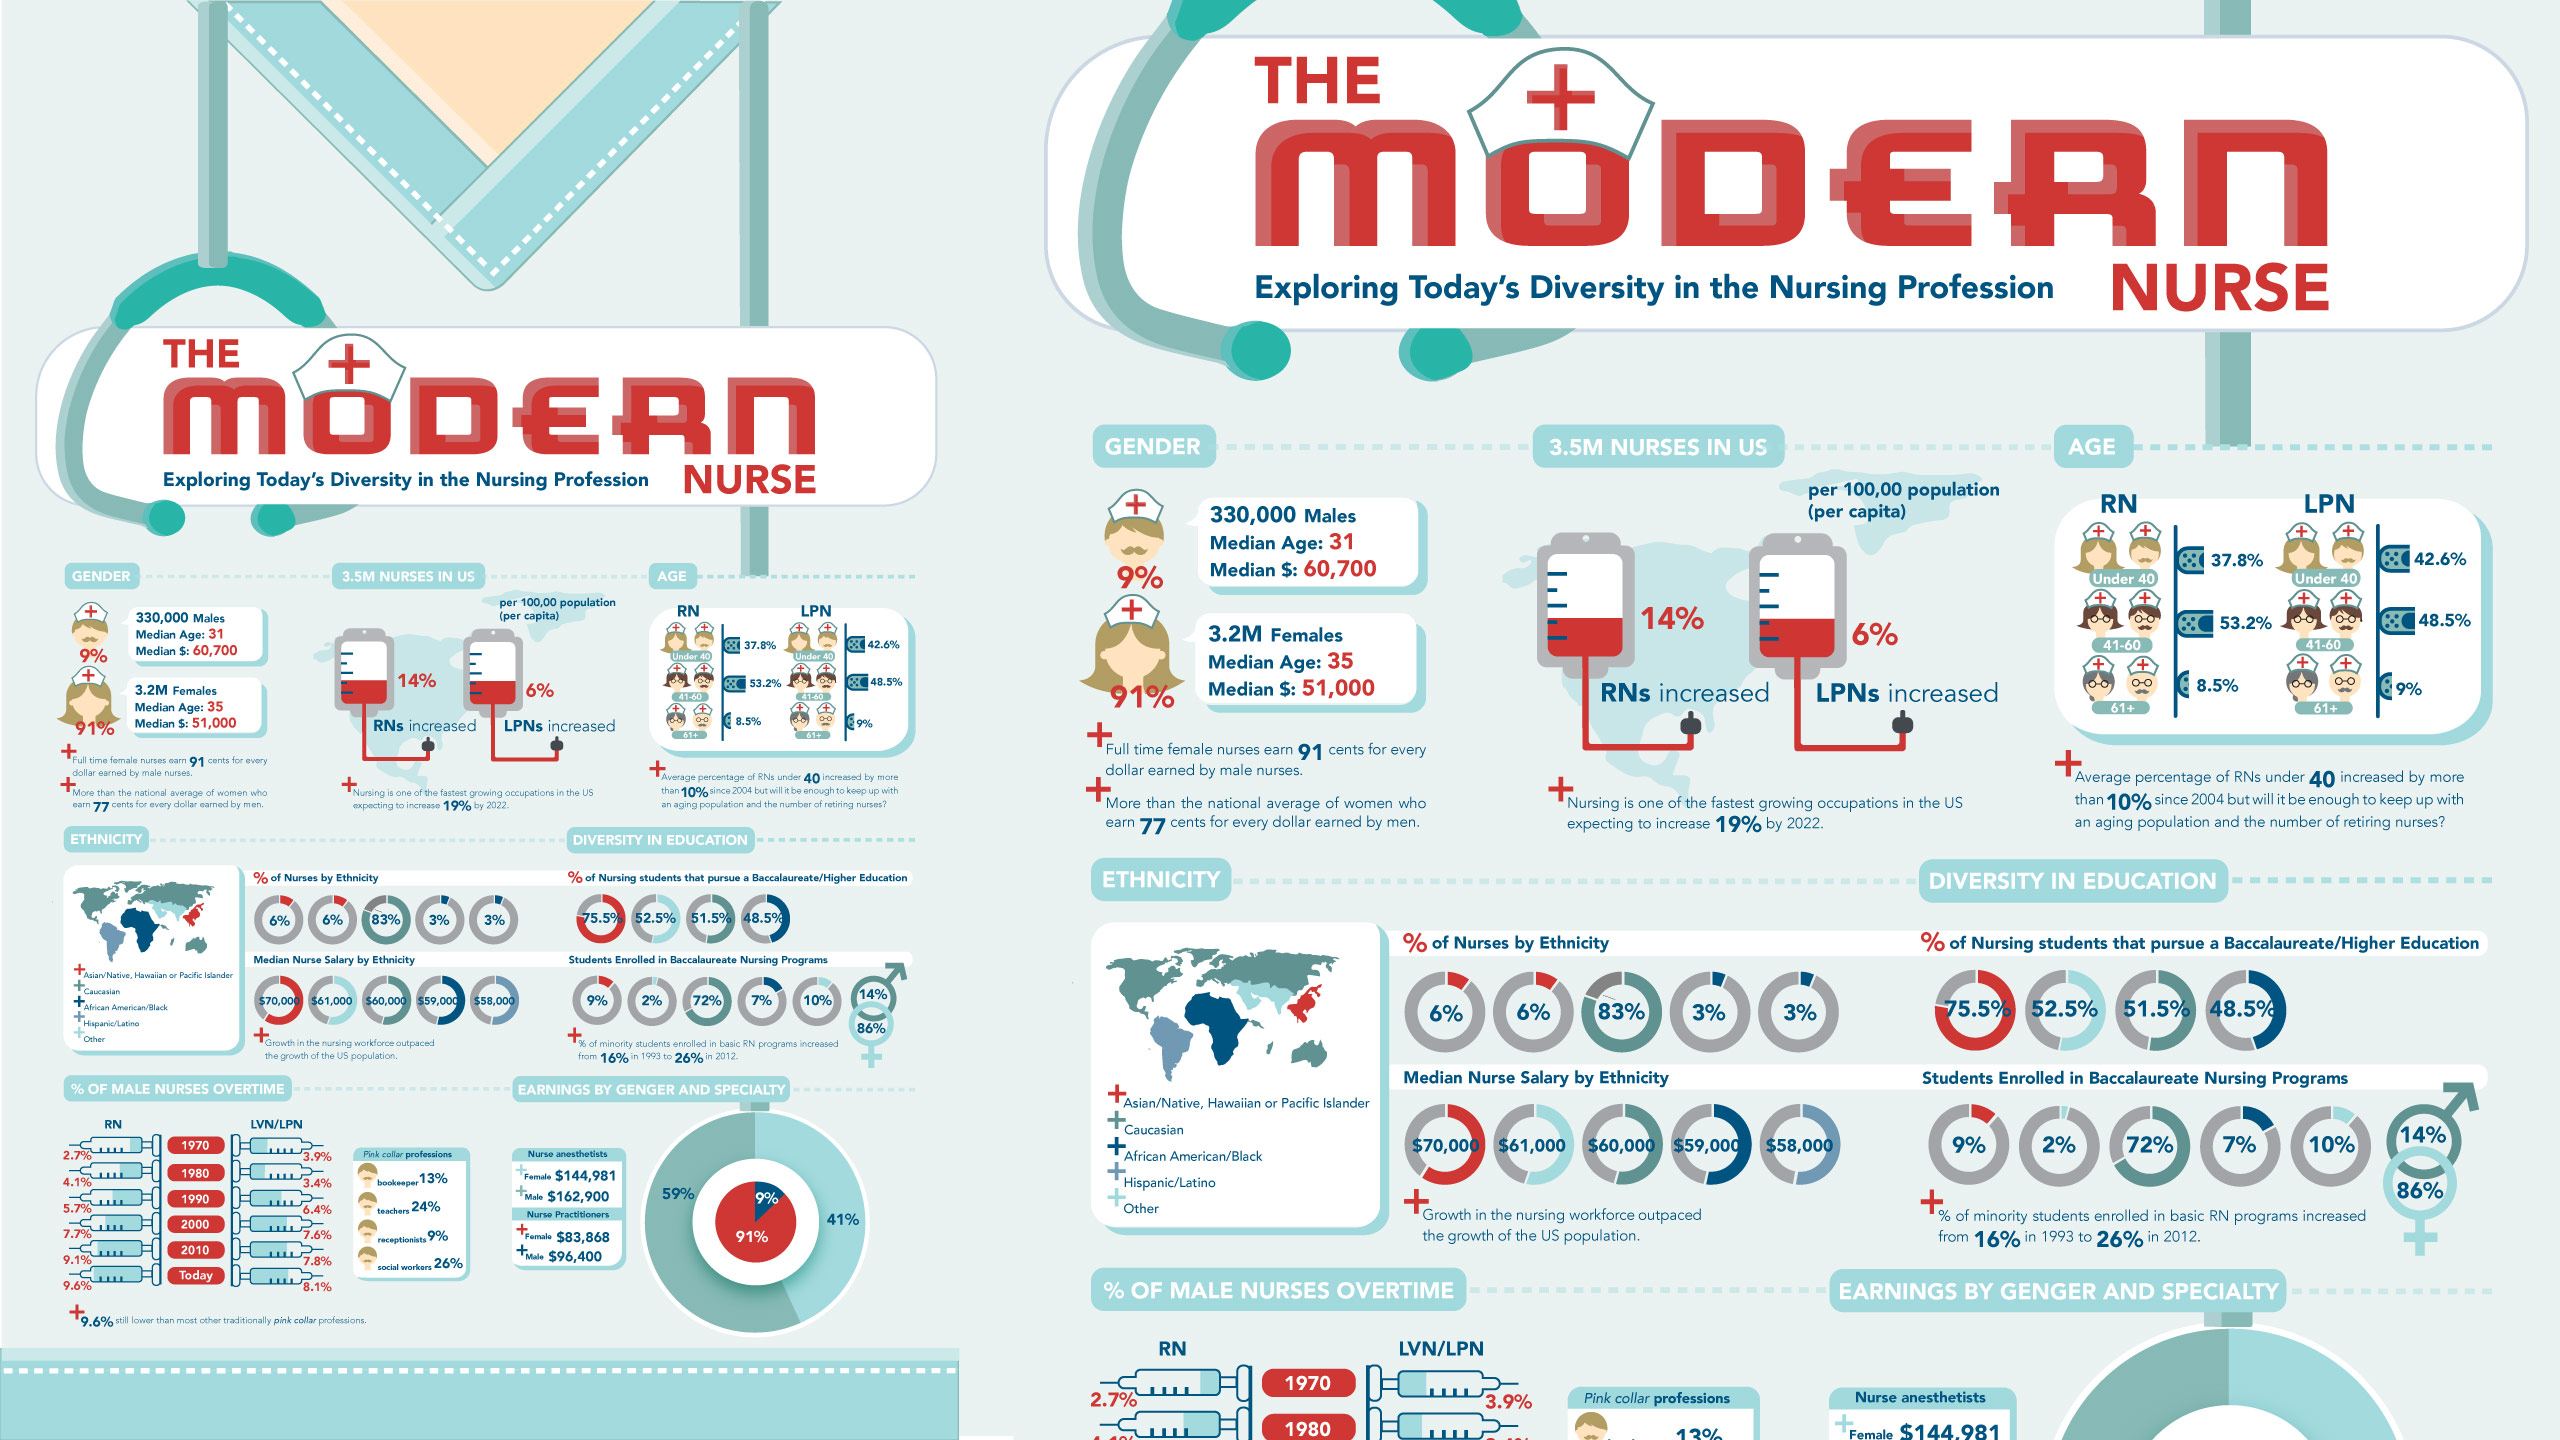 THE
MODERN
NURSE
Exploring Today's Diversity in the Nursing Profession
GENDER
330,000 Males
Median Age: 31
Median $: 60,700
9%
3.2M Females
Median Age: 35
Median $: 51,000
91%
Full time female nurses earn 91 cents for every
dollar earned by male nurses.
More than the national average of women who
earn 77 cents for every dollar earned by men.
3.5M NURSES IN US
per 100,00 population
(per capita)
14%
RNs increased
6%
LPNs increased
Nursing is one of the fastest growing occupations in the US
expecting to increase 19% by 2022.
AGE
RN
LPN
Under 40
37.8%
Under 40
42.6%
41-60
53.2%
41-60
48.5%
61+
8.5%
61+
9%
Average percentage of RNs under 40 increased by more
than 10% since 2004 but will it be enough to keep up with
an aging population and the number of retiring nurses?
ETHNICITY
Asian/Native, Hawaiian or Pacific Islander
Caucasian
African American/Black
Hispanic/Latino
Other
% of Nurses by Ethnicity
6% 6% 83% 3% 3%
Median Nurse Salary by Ethnicity
$70,000 $61,000 $60,000 $59,000 $58,000
Growth in the nursing workforce outpaced
the growth of the US population.
DIVERSITY IN EDUCATION
% of Nursing students that pursue a Baccalaureate/Higher Education
75.5% 52.5% 51.5% 48.5%
Students Enrolled in Baccalaureate Nursing Programs
9% 2% 72% 7% 10%
14%
86%
% of minority students enrolled in basic RN programs increased
from 16% in 1993 to 26% in 2012.
% OF MALE NURSES OVERTIME
RN
LVN/LPN
2.7% 1970 3.9%
4.1% 1980 3.4%
5.7% 1990 6.4%
7.7% 2000 7.6%
9.1% 2010 7.8%
9.6% Today 8.1%
Pink collar professions
bookeeper 13%
teachers 24%
receptionists 9%
social workers 26%
9.6% still lower than most other traditionally pink collar professions.
EARNINGS BY GENGER AND SPECIALTY
Nurse anesthetists
Female $144,981
Male $162,900
Nurse Practitioners
Female $83,868
Male $96,400
59%
41%
9%
91%
THE
MODERN
NURSE
Exploring Today's Diversity in the Nursing Profession
GENDER
330,000 Males
Median Age: 31
Median $: 60,700
9%
3.2M Females
Median Age: 35
Median $: 51,000
91%
Full time female nurses earn 91 cents for every
dollar earned by male nurses.
More than the national average of women who
earn 77 cents for every dollar earned by men.
3.5M NURSES IN US
per 100,00 population
(per capita)
14%
RNs increased
6%
LPNs increased
Nursing is one of the fastest growing occupations in the US
expecting to increase 19% by 2022.
AGE
RN
LPN
Under 40
37.8%
Under 40
42.6%
41-60
53.2%
41-60
48.5%
61+
8.5%
61+
9%
Average percentage of RNs under 40 increased by more
than 10% since 2004 but will it be enough to keep up with
an aging population and the number of retiring nurses?
ETHNICITY
Asian/Native, Hawaiian or Pacific Islander
Caucasian
African American/Black
Hispanic/Latino
Other
% of Nurses by Ethnicity
6% 6% 83% 3% 3%
Median Nurse Salary by Ethnicity
$70,000 $61,000 $60,000 $59,000 $58,000
Growth in the nursing workforce outpaced
the growth of the US population.
DIVERSITY IN EDUCATION
% of Nursing students that pursue a Baccalaureate/Higher Education
75.5% 52.5% 51.5% 48.5%
Students Enrolled in Baccalaureate Nursing Programs
9% 2% 72% 7% 10%
14%
86%
% of minority students enrolled in basic RN programs increased
from 16% in 1993 to 26% in 2012.
% OF MALE NURSES OVERTIME
RN
LVN/LPN
2.7% 1970 3.9%
1980
Pink collar professions
13%
EARNINGS BY GENGER AND SPECIALTY
Nurse anesthetists
Female $144,981